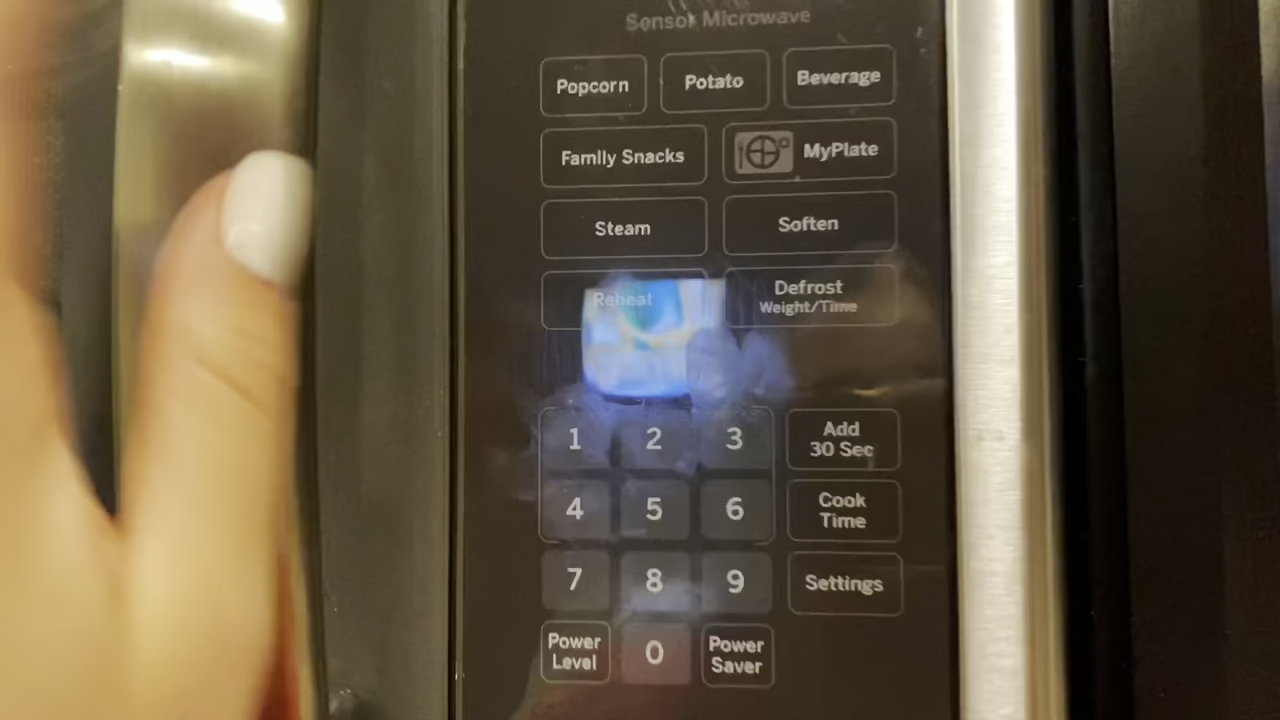 Sensor Microwave
Popcorn Potato Beverage
Family Snacks MyPlate
Steam Soften
Reheat Defrost
Weight/Time
1 2 3 Add
30 Sec
4 5 6 Cook
Time
7 8 9 Settings
Power
Level 0 Power
Saver